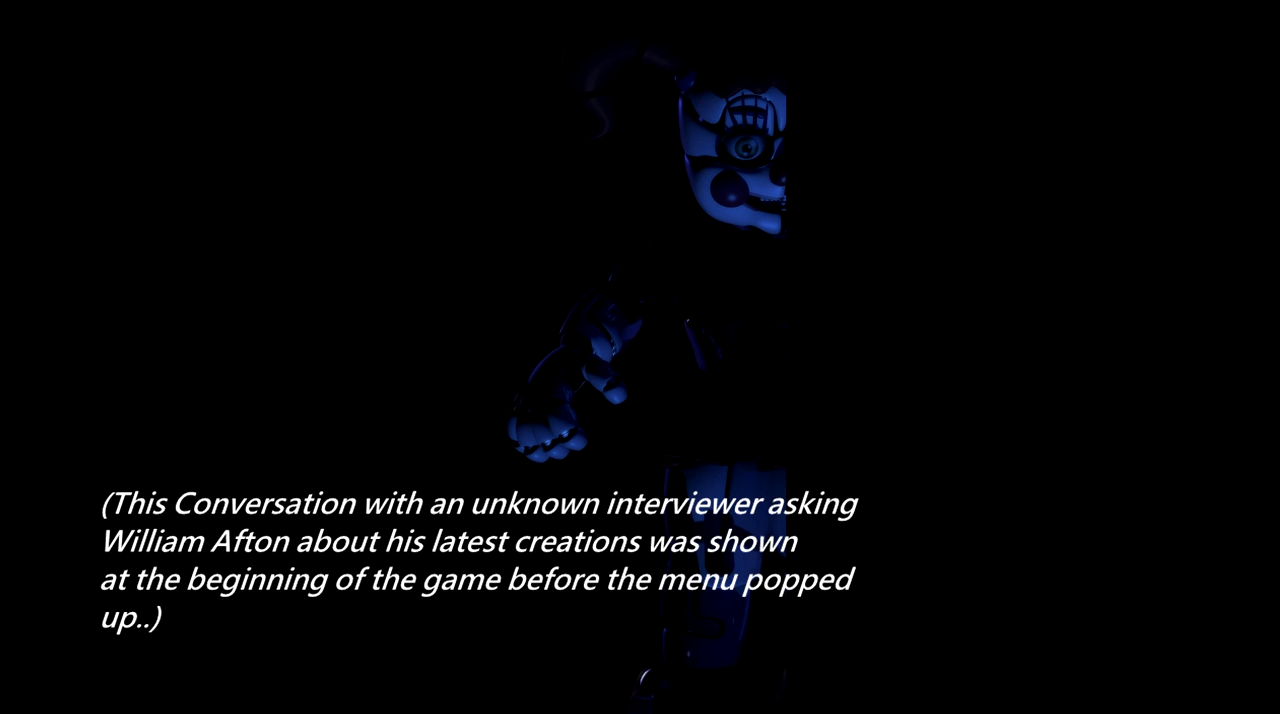 (This Conversation with an unknown interviewer asking
William Afton about his latest creations was shown
at the beginning of the game before the menu popped
up..)